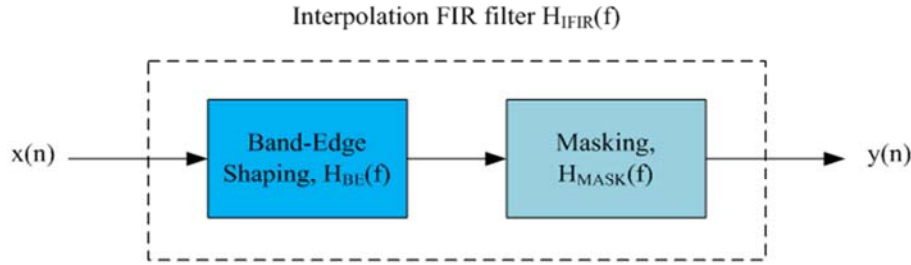 Interpolation FIR filter H_IFIR(f)
x(n)
Band-Edge
Shaping, H_BE(f)
Masking,
H_MASK(f)
y(n)